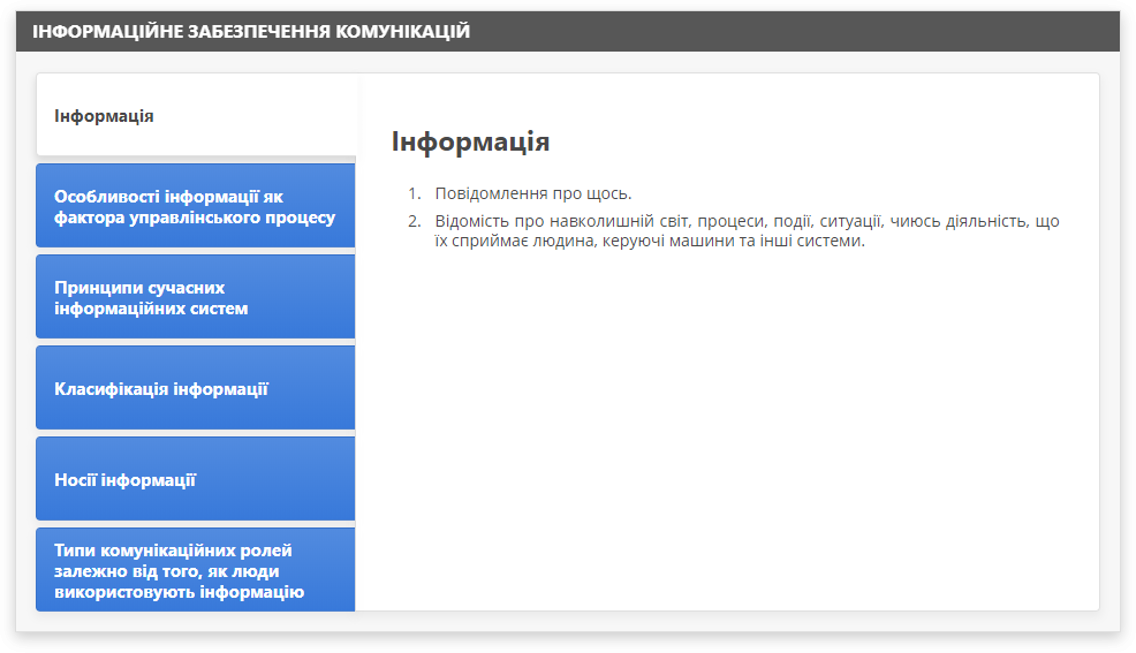 ІНФОРМАЦІЙНЕ ЗАБЕЗПЕЧЕННЯ КОМУНІКАЦІЙ
Інформація
Особливості інформації як
фактора управлінського процесу
Принципи сучасних
інформаційних систем
Класифікація інформації
Носії інформації
Типи комунікаційних ролей
залежно від того, як люди
використовують інформацію
Інформація
1. Повідомлення про щось.
2. Відомість про навколишній світ, процеси, події, ситуації, чиюсь діяльність, що
їх сприймає людина, керуючі машини та інші системи.